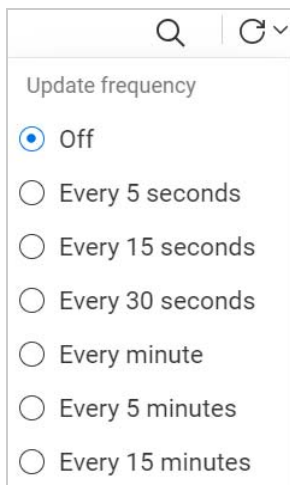 Update frequency
Off
Every 5 seconds
Every 15 seconds
Every 30 seconds
Every minute
Every 5 minutes
Every 15 minutes